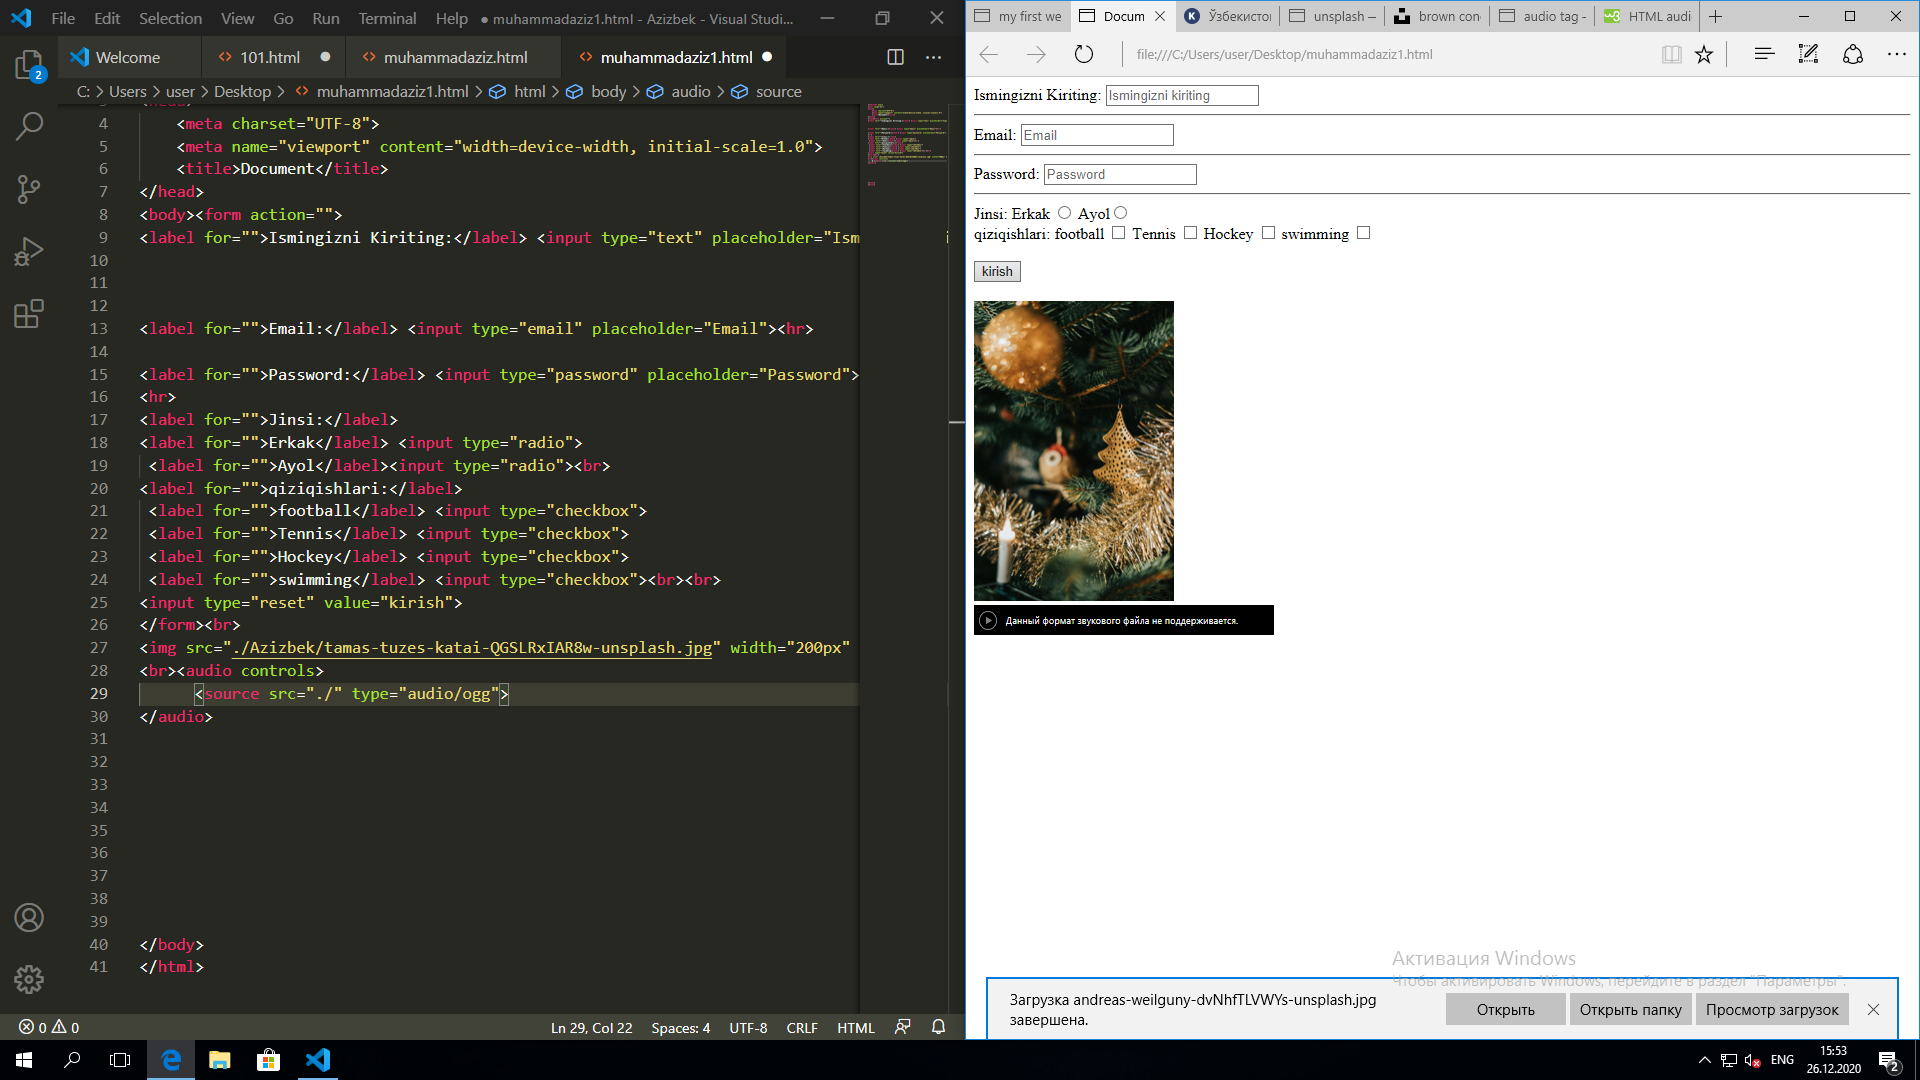 File Edit Selection View Go Run Terminal Help ● muhammadaziz1.html - Azizbek - Visual Studi...
Welcome 101.html muhammadaziz.html muhammadaziz1.html
C: > Users > user > Desktop > muhammadaziz1.html > html > body > audio > source
4 <meta charset="UTF-8">
5 <meta name="viewport" content="width=device-width, initial-scale=1.0">
6 <title>Document</title>
7 </head>
8 <body><form action="">
9 <label for="">Ismingizni Kiriting:</label> <input type="text" placeholder="Ism
10
11
12
13 <label for="">Email:</label> <input type="email" placeholder="Email"><hr>
14
15 <label for="">Password:</label> <input type="password" placeholder="Password">
16 <hr>
17 <label for="">Jinsi:</label>
18 <label for="">Erkak</label> <input type="radio">
19 <label for="">Ayol</label><input type="radio"><br>
20 <label for="">qiziqishlari:</label>
21 <label for="">football</label> <input type="checkbox">
22 <label for="">Tennis</label> <input type="checkbox">
23 <label for="">Hockey</label> <input type="checkbox">
24 <label for="">swimming</label> <input type="checkbox"><br><br>
25 <input type="reset" value="kirish">
26 </form><br>
27 <img src="./Azizbek/tamas-tuzes-katai-QGSLRxIAR8w-unsplash.jpg" width="200px"
28 <br><audio controls>
29 <source src="./" type="audio/ogg">
30 </audio>
31
32
33
34
35
36
37
38
39
40 </body>
41 </html>
2
0 0 Ln 29, Col 22 Spaces: 4 UTF-8 CRLF HTML
my first we Docum Ўзбекистон unsplash – brown con audio tag - HTML audi
file:///C:/Users/user/Desktop/muhammadaziz1.html
Ismingizni Kiriting: Ismingizni kiriting
Email: Email
Password: Password
Jinsi: Erkak Ayol
qiziqishlari: football Tennis Hockey swimming
kirish
Данный формат звукового файла не поддерживается.
Активация Windows
Чтобы активировать Windows, перейдите в раздел "Параметры".
Загрузка andreas-weilguny-dvNhfTLVWYs-unsplash.jpg
завершена.
Открыть Открыть папку Просмотр загрузок
ENG 15:53
26.12.2020 2